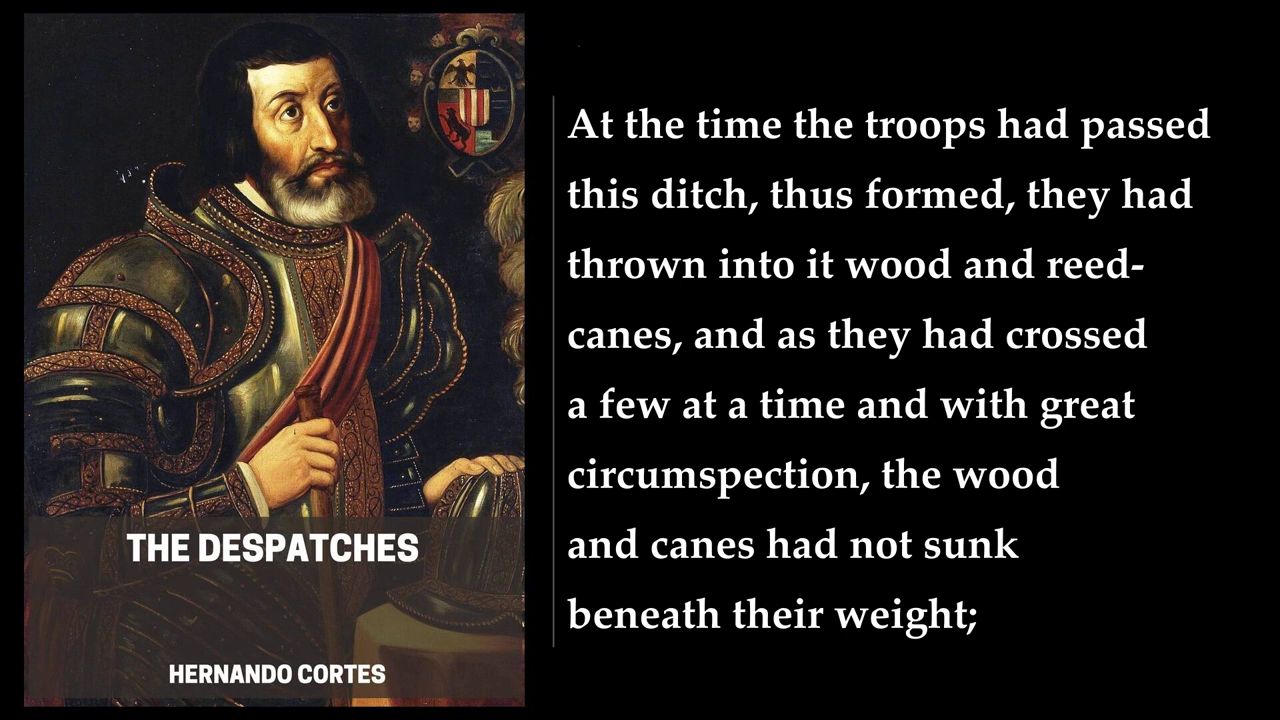 THE DESPATCHES
HERNANDO CORTES
At the time the troops had passed
this ditch, thus formed, they had
thrown into it wood and reed-
canes, and as they had crossed
a few at a time and with great
circumspection, the wood
and canes had not sunk
beneath their weight;